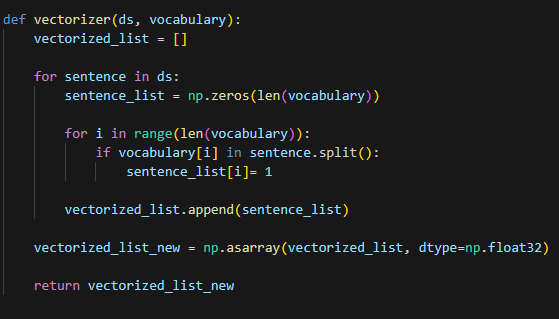 def vectorizer(ds, vocabulary):
    vectorized_list = []
    for sentence in ds:
        sentence_list = np.zeros(len(vocabulary))
        for i in range(len(vocabulary)):
            if vocabulary[i] in sentence.split():
                sentence_list[i]= 1
        vectorized_list.append(sentence_list)
    vectorized_list_new = np.asarray(vectorized_list, dtype=np.float32)
    return vectorized_list_new